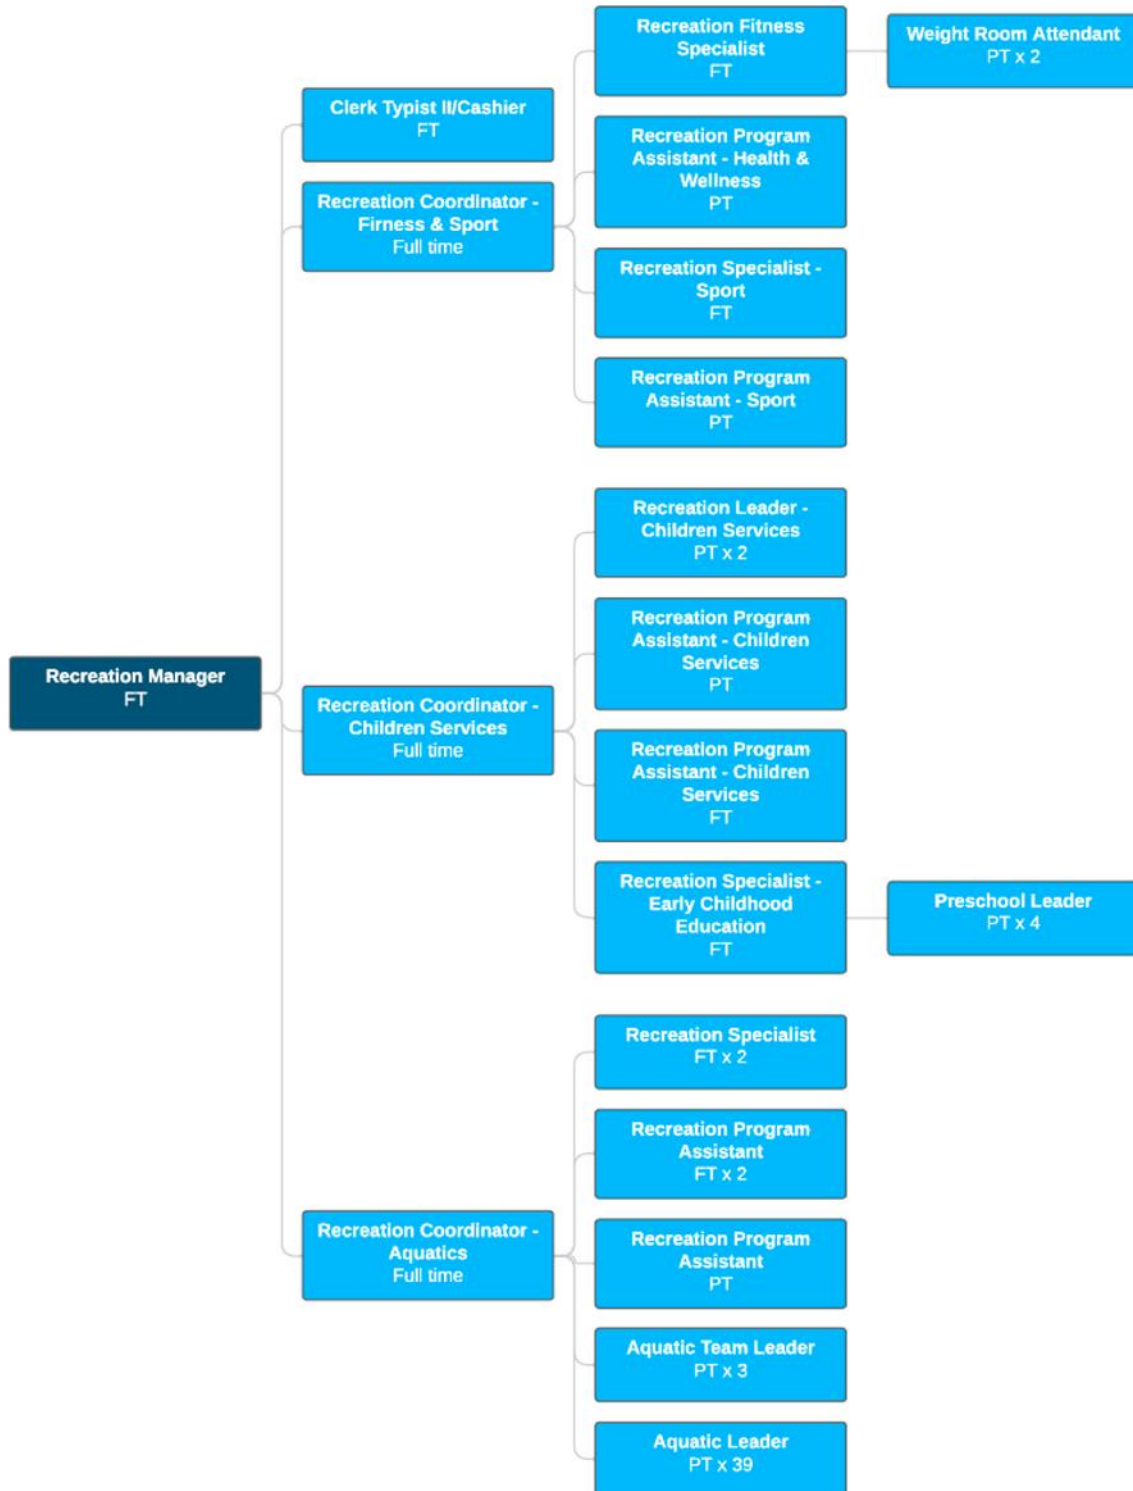 Recreation Manager
FT
Clerk Typist II/Cashier
FT
Recreation Coordinator -
Firness & Sport
Full time
Recreation Fitness
Specialist
FT
Weight Room Attendant
PT x 2
Recreation Program
Assistant - Health &
Wellness
PT
Recreation Specialist -
Sport
FT
Recreation Program
Assistant - Sport
PT
Recreation Coordinator -
Children Services
Full time
Recreation Leader -
Children Services
PT x 2
Recreation Program
Assistant - Children
Services
PT
Recreation Program
Assistant - Children
Services
FT
Recreation Specialist -
Early Childhood
Education
FT
Preschool Leader
PT x 4
Recreation Coordinator -
Aquatics
Full time
Recreation Specialist
FT x 2
Recreation Program
Assistant
FT x 2
Recreation Program
Assistant
PT
Aquatic Team Leader
PT x 3
Aquatic Leader
PT x 39